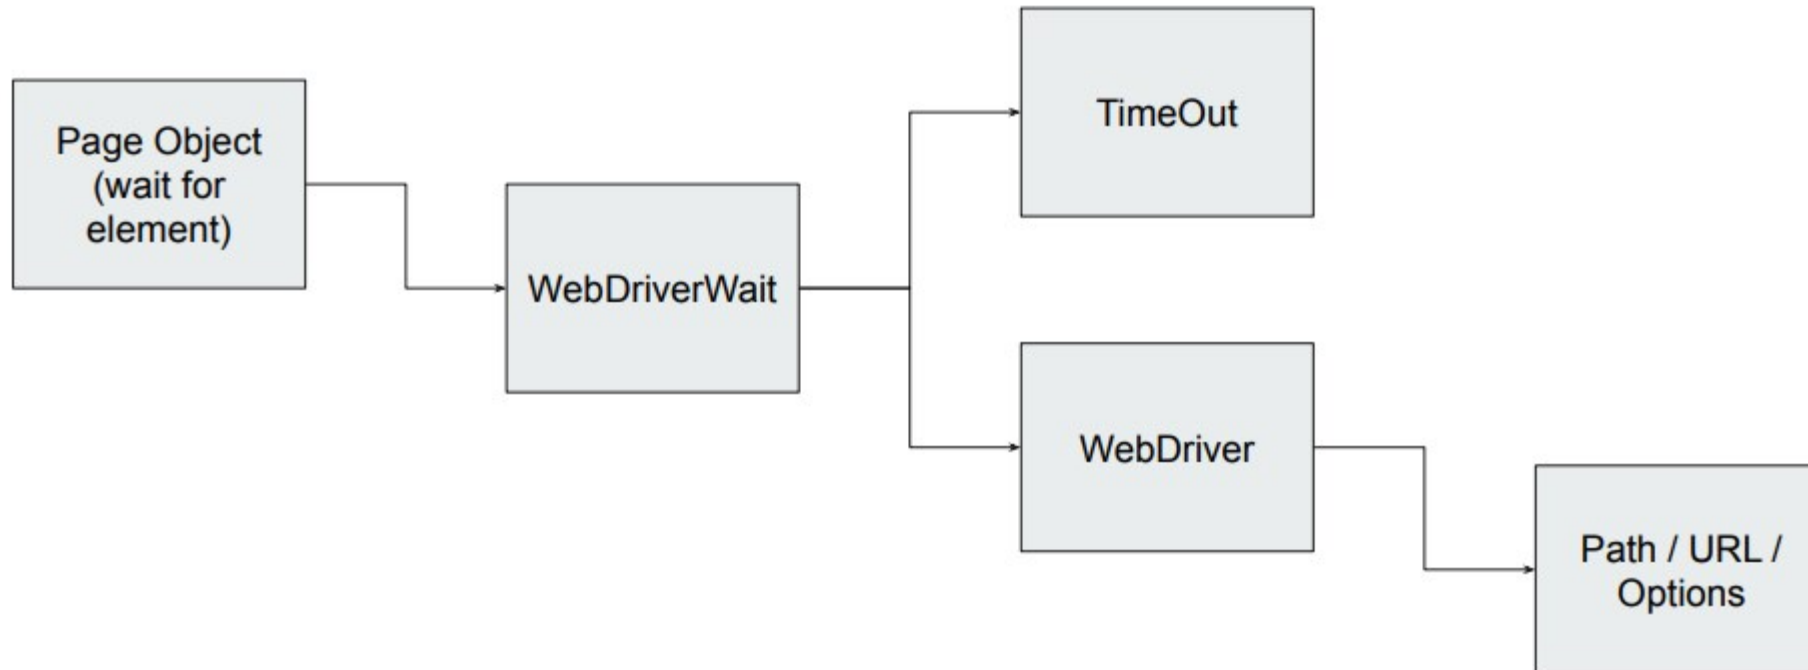 Page Object
(wait for
element)
WebDriverWait
TimeOut
WebDriver
Path / URL /
Options